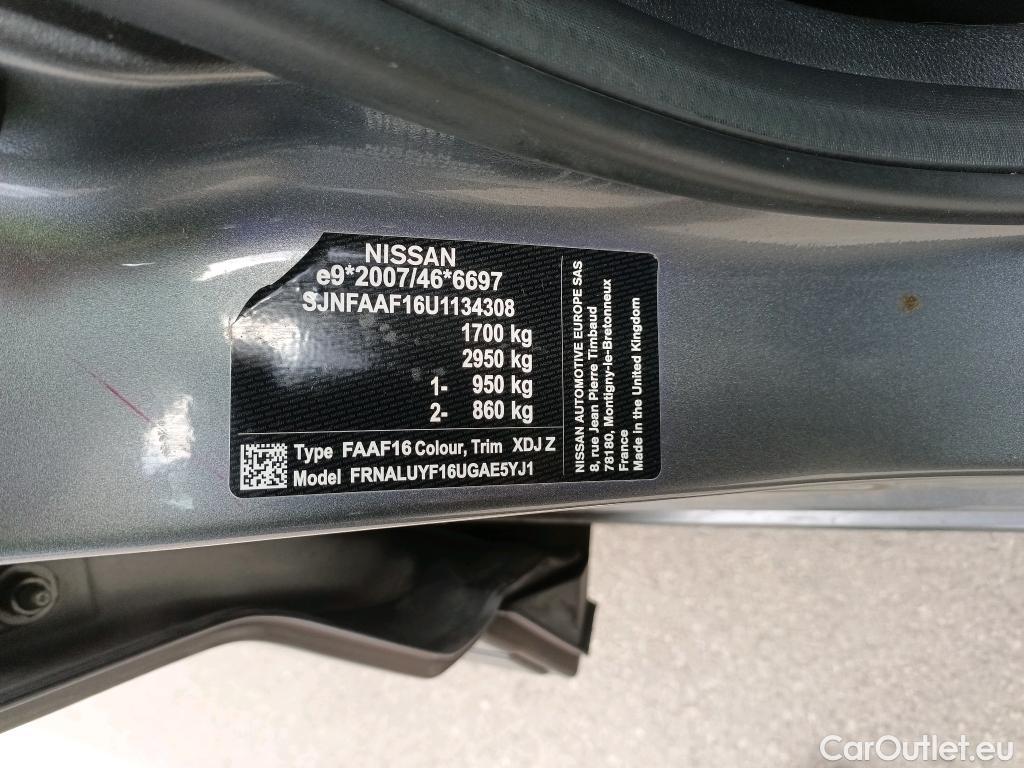 NISSAN
e9*2007/46*6697
SJNFAAF16U1134308
1700 kg
2950 kg
1- 950 kg
2- 860 kg
Type FAAF16 Colour, Trim XDJ Z
Model FRNALUYF16UGAE5YJ1
NISSAN AUTOMOTIVE EUROPE SAS
8, rue Jean Pierre Timbaud
78180, Montigny-le-Bretonneux
France
Made in the United Kingdom
CarOutlet.eu